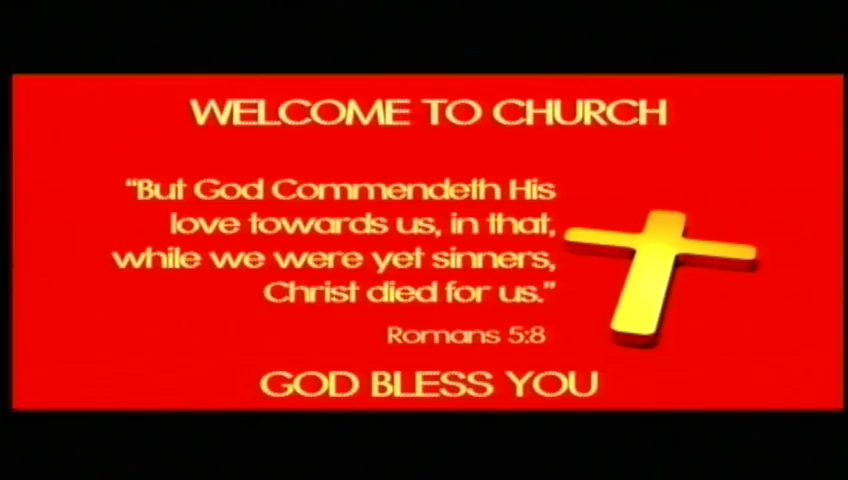 WELCOME TO CHURCH
“But God Commendeth His
love towards us, in that,
while we were yet sinners,
Christ died for us.”
Romans 5:8
GOD BLESS YOU